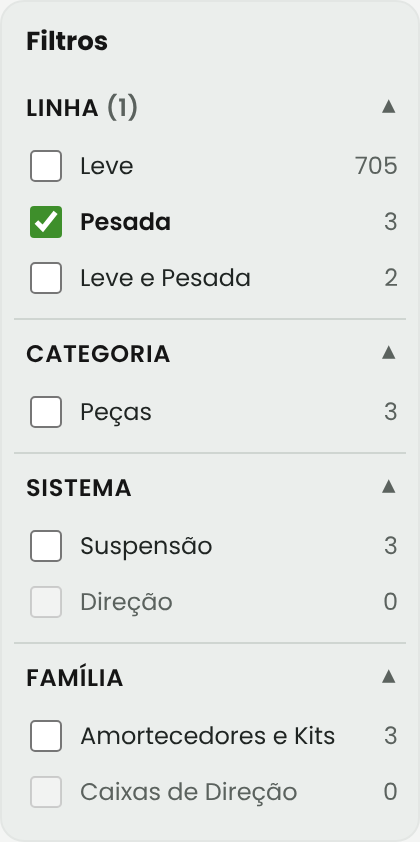 Filtros
LINHA (1) ▲
Leve 705
Pesada 3
Leve e Pesada 2
CATEGORIA ▲
Peças 3
SISTEMA ▲
Suspensão 3
Direção 0
FAMÍLIA ▲
Amortecedores e Kits 3
Caixas de Direção 0